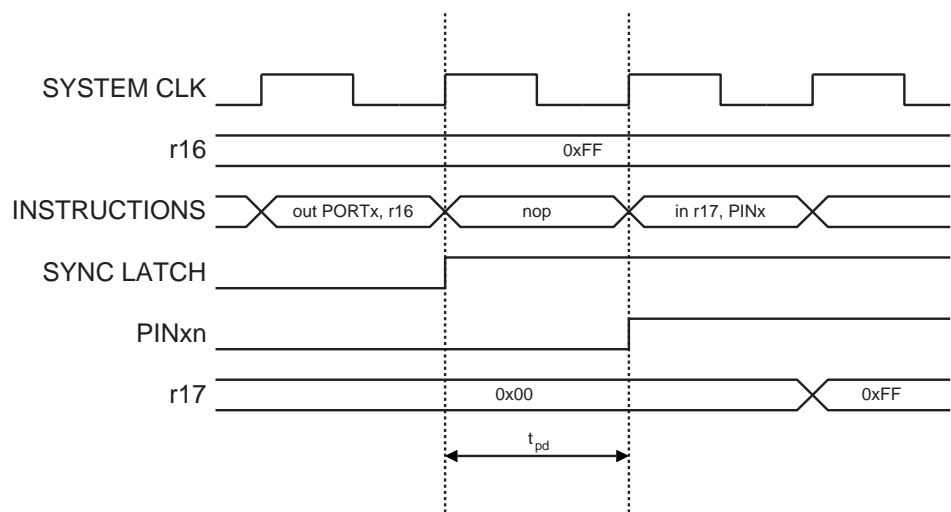 SYSTEM CLK
r16
0xFF
INSTRUCTIONS
out PORTx, r16
nop
in r17, PINx
SYNC LATCH
PINxn
r17
0x00
0xFF
tpd